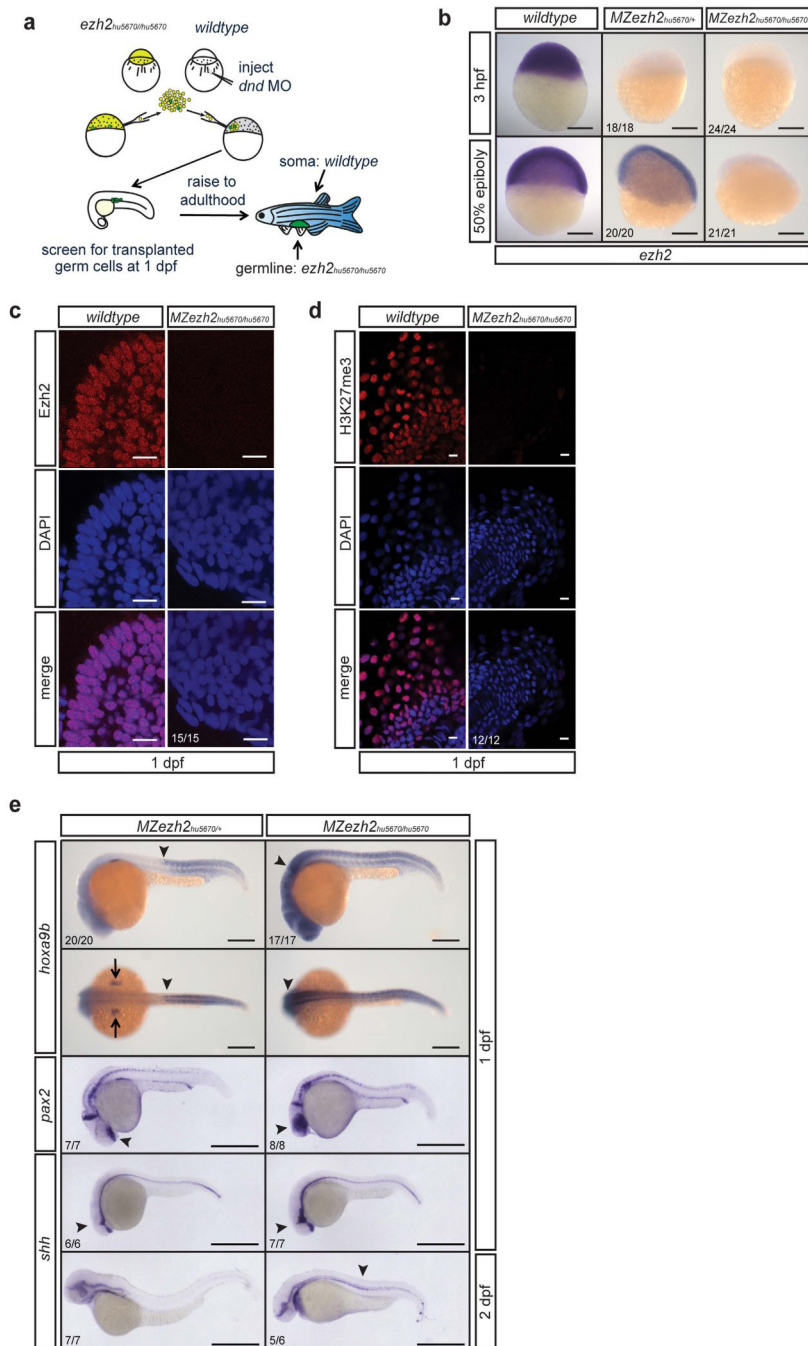 a
ezh2hu5670//hu5670
wildtype
inject
dnd MO
soma: wildtype
raise to
adulthood
screen for transplanted
germ cells at 1 dpf
germline: ezh2hu5670/hu5670
b
wildtype
MZezh2hu5670/+
MZezh2hu5670/hu5670
3 hpf
18/18
24/24
50% epiboly
20/20
21/21
ezh2
c
wildtype
MZezh2hu5670/hu5670
Ezh2
DAPI
merge
15/15
1 dpf
d
wildtype
MZezh2hu5670/hu5670
H3K27me3
DAPI
merge
12/12
1 dpf
e
MZezh2hu5670/+
MZezh2hu5670/hu5670
hoxa9b
20/20
17/17
pax2
7/7
8/8
shh
6/6
7/7
7/7
5/6
1 dpf
2 dpf